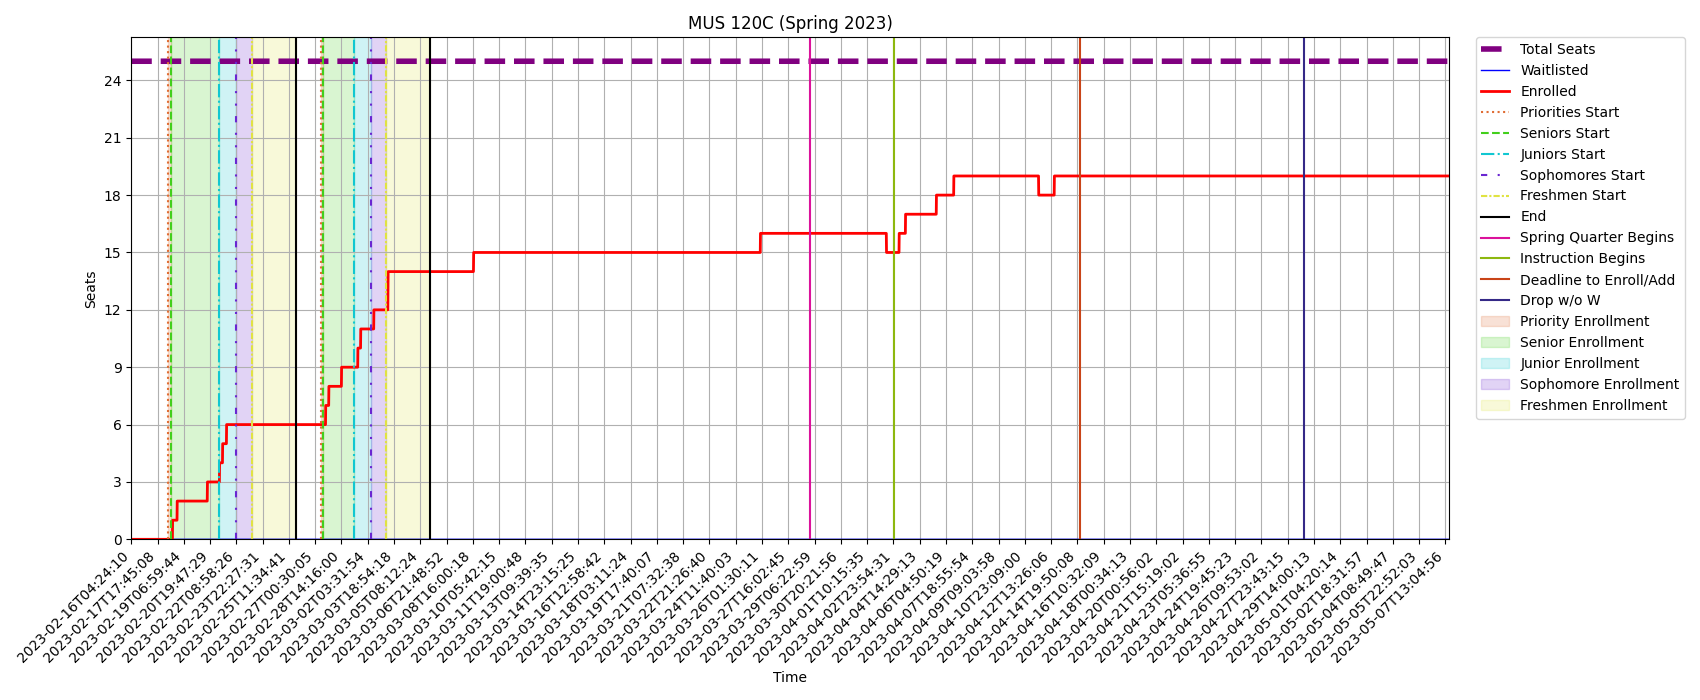 MUS 120C (Spring 2023)
Seats
24
21
18
15
12
9
6
3
0
2023-02-16T04:24:10
2023-02-17T17:45:08
2023-02-19T06:59:44
2023-02-20T19:47:29
2023-02-22T08:58:26
2023-02-23T22:27:31
2023-02-25T11:34:41
2023-02-27T00:30:05
2023-02-28T14:16:00
2023-03-02T03:31:54
2023-03-03T18:54:18
2023-03-05T08:12:24
2023-03-06T21:48:52
2023-03-08T16:00:18
2023-03-10T05:42:15
2023-03-11T19:00:48
2023-03-13T09:39:35
2023-03-14T23:15:25
2023-03-16T12:58:42
2023-03-18T03:11:24
2023-03-19T17:40:07
2023-03-21T07:32:38
2023-03-22T21:26:40
2023-03-24T11:40:03
2023-03-26T01:30:11
2023-03-27T16:02:45
2023-03-29T06:22:59
2023-03-30T20:21:56
2023-04-01T10:15:35
2023-04-02T23:54:31
2023-04-04T14:29:13
2023-04-06T04:50:19
2023-04-07T18:55:54
2023-04-09T09:03:58
2023-04-10T23:09:00
2023-04-12T13:26:06
2023-04-14T19:50:08
2023-04-16T10:32:09
2023-04-18T00:34:13
2023-04-20T00:56:02
2023-04-21T15:19:02
2023-04-23T05:36:55
2023-04-24T19:45:23
2023-04-26T09:53:02
2023-04-27T23:43:15
2023-04-29T14:00:13
2023-05-01T04:20:14
2023-05-02T18:31:57
2023-05-04T08:49:47
2023-05-05T22:52:03
2023-05-07T13:04:56
Time
Total Seats
Waitlisted
Enrolled
Priorities Start
Seniors Start
Juniors Start
Sophomores Start
Freshmen Start
End
Spring Quarter Begins
Instruction Begins
Deadline to Enroll/Add
Drop w/o W
Priority Enrollment
Senior Enrollment
Junior Enrollment
Sophomore Enrollment
Freshmen Enrollment